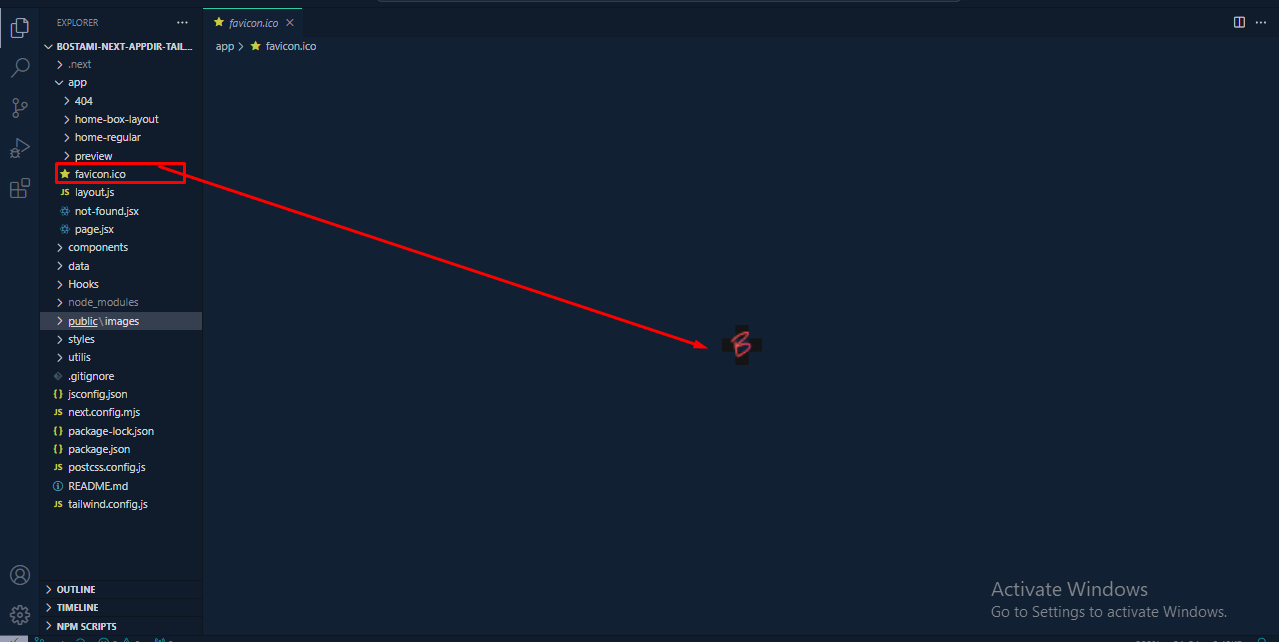 EXPLORER
favicon.ico
BOSTAMI-NEXT-APPDIR-TAIL...
app > favicon.ico
.next
app
404
home-box-layout
home-regular
preview
favicon.ico
JS layout.js
not-found.jsx
page.jsx
components
data
Hooks
node_modules
public\images
styles
utilis
.gitignore
{} jsconfig.json
JS next.config.mjs
{} package-lock.json
{} package.json
JS postcss.config.js
README.md
JS tailwind.config.js
B
OUTLINE
TIMELINE
NPM SCRIPTS
Activate Windows
Go to Settings to activate Windows.